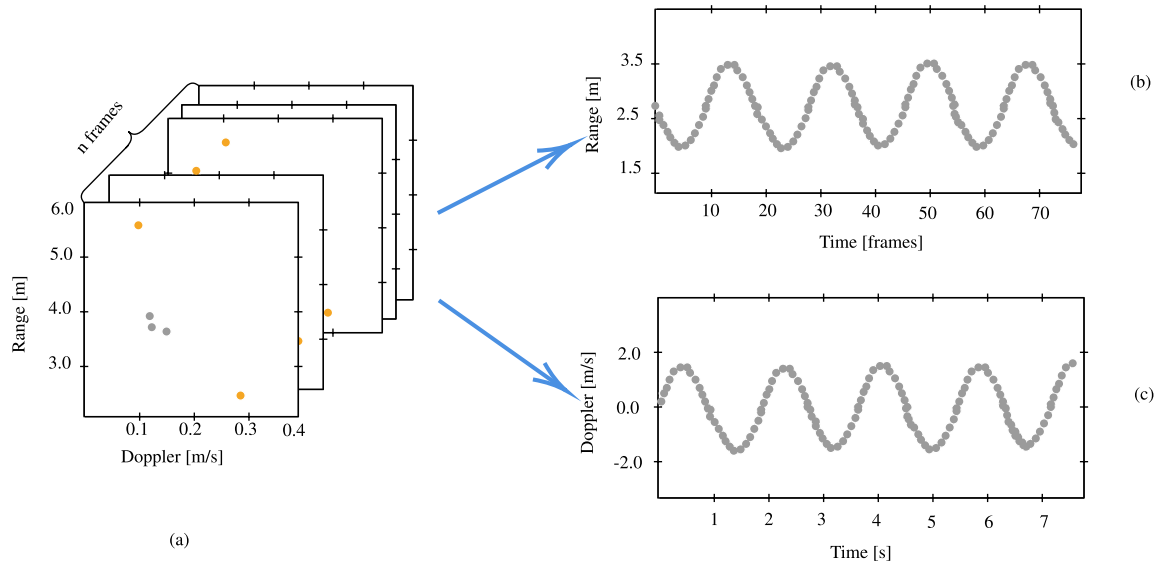 n frames
6.0
5.0
4.0
3.0
Range [m]
0.1 0.2 0.3 0.4
Doppler [m/s]
(a)
3.5
2.5
1.5
Range [m]
10 20 30 40 50 60 70
Time [frames]
(b)
2.0
0.0
-2.0
Doppler [m/s]
1 2 3 4 5 6 7
Time [s]
(c)